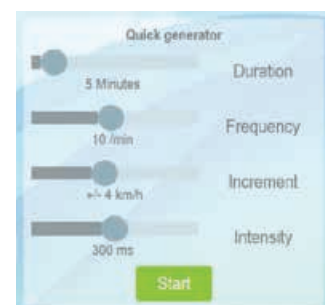 Quick generator
Duration
5 Minutes
Frequency
10 /min
Increment
+/- 4 km/h
Intensity
300 ms
Start